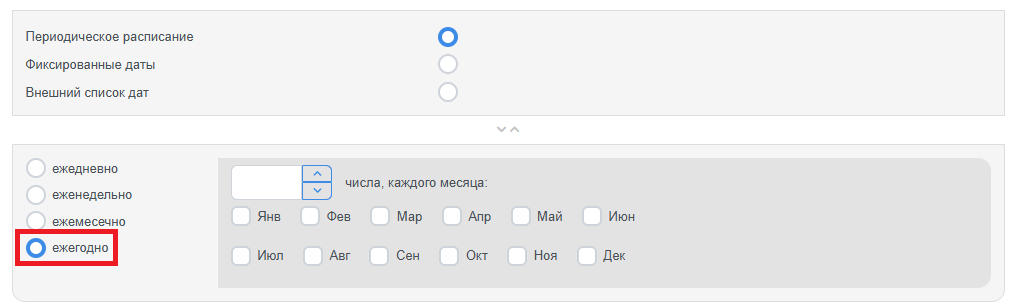 Периодическое расписание
Фиксированные даты
Внешний список дат
ежедневно
еженедельно
ежемесечно
ежегодно
числа, каждого месяца:
Янв Фев Мар Апр Май Июн
Июл Авг Сен Окт Ноя Дек